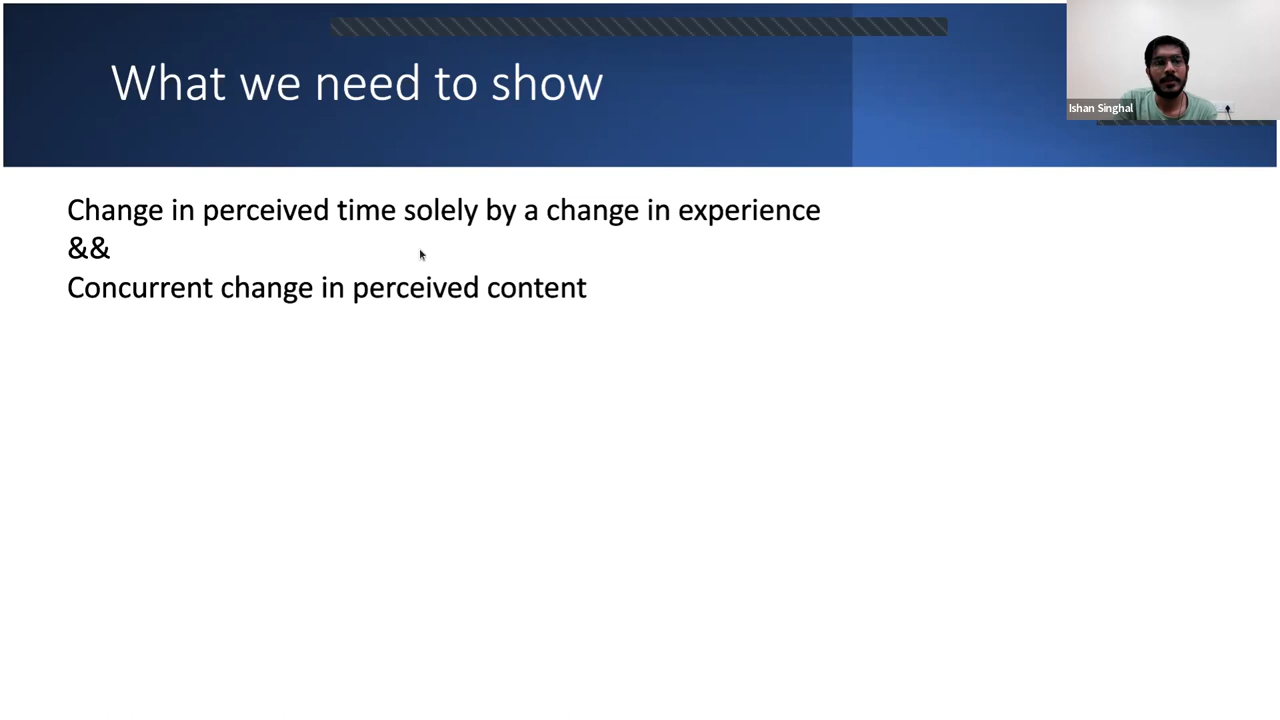 What we need to show
Ishan Singhal
Change in perceived time solely by a change in experience
&&
Concurrent change in perceived content